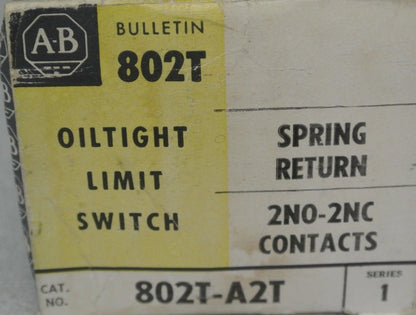 A-B
BULLETIN
802T
OILTIGHT
LIMIT
SWITCH
SPRING
RETURN
2NO-2NC
CONTACTS
CAT.
NO.
802T-A2T
SERIES
1